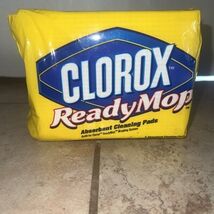 CLOROX
ReadyMop
Absorbent Cleaning Pads